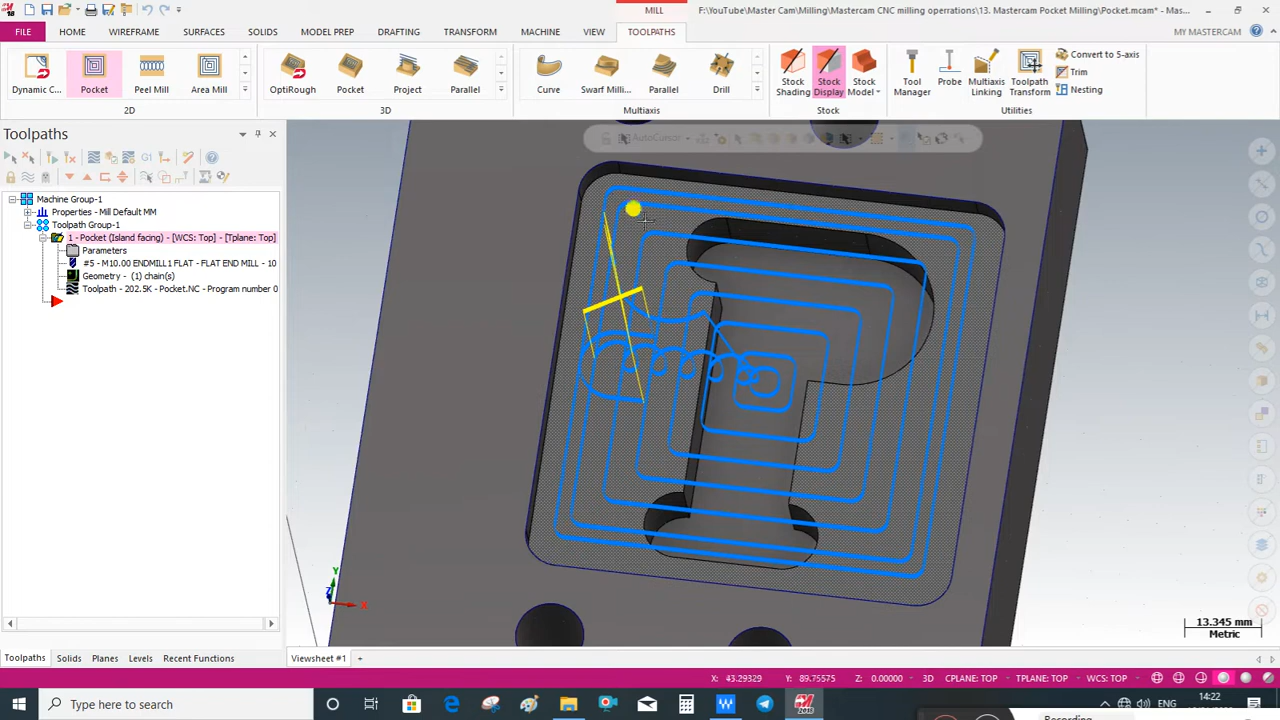 MILL
F:\YouTube\Master Cam\Milling\Mastercam CNC milling operrations\13. Mastercam Pocket Milling\Pocket.mcam* - Mas...
FILE
HOME
WIREFRAME
SURFACES
SOLIDS
MODEL PREP
DRAFTING
TRANSFORM
MACHINE
VIEW
TOOLPATHS
MY MASTERCAM
Dynamic C...
Pocket
Peel Mill
Area Mill
2D
OptiRough
Pocket
Project
Parallel
3D
Curve
Swarf Milli...
Parallel
Drill
Multiaxis
Stock Shading
Stock Display
Stock Model
Stock
Tool Manager
Probe
Multiaxis Linking
Toolpath Transform
Convert to 5-axis
Trim
Nesting
Utilities
Toolpaths
AutoCursor
G1
Machine Group-1
Properties - Mill Default MM
Toolpath Group-1
1 - Pocket (Island facing) - [WCS: Top] - [Tplane: Top]
Parameters
#5 - M10.00 ENDMILL1 FLAT - FLAT END MILL - 10
Geometry - (1) chain(s)
Toolpath - 202.5K - Pocket.NC - Program number 0
Y
Z
X
13.345 mm
Metric
Toolpaths
Solids
Planes
Levels
Recent Functions
Viewsheet #1
X: 43.29329
Y: 89.75575
Z: 0.00000
3D
CPLANE: TOP
TPLANE: TOP
WCS: TOP
Type here to search
2018
ENG
14:22
Recording